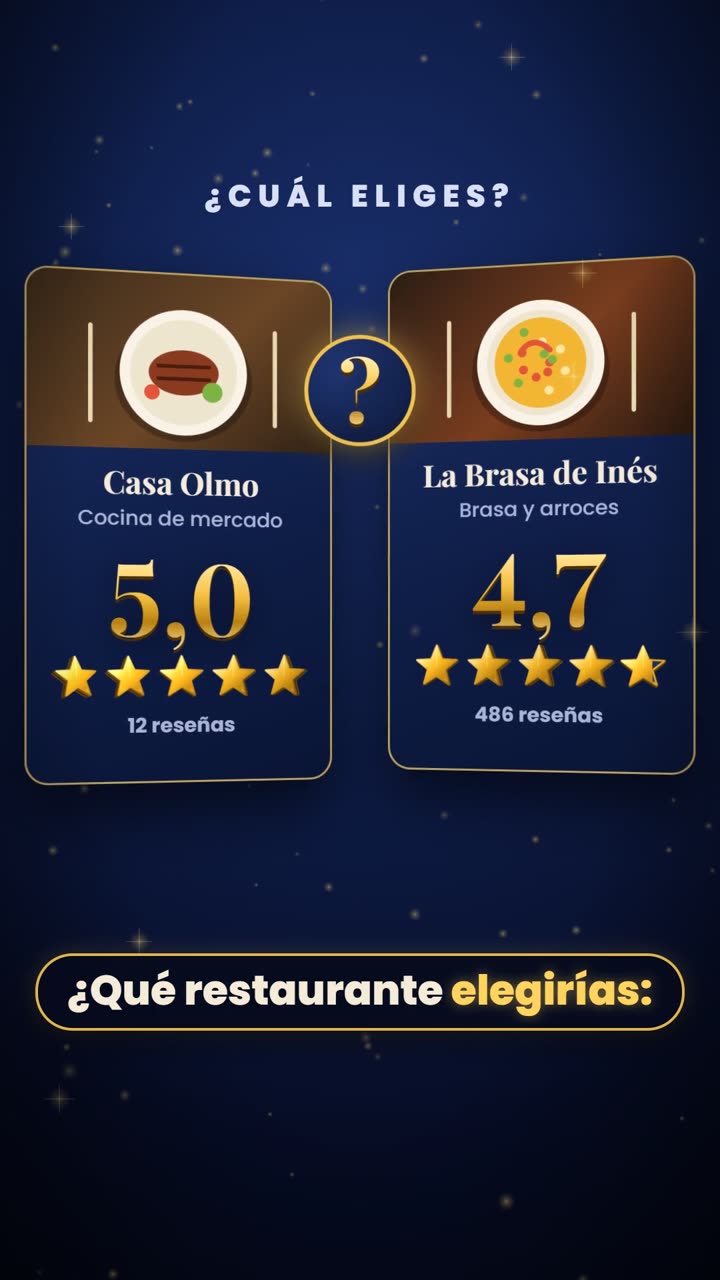 ¿CUÁL ELIGES?
?
Casa Olmo
Cocina de mercado
5,0
12 reseñas
La Brasa de Inés
Brasa y arroces
4,7
486 reseñas
¿Qué restaurante elegirías: